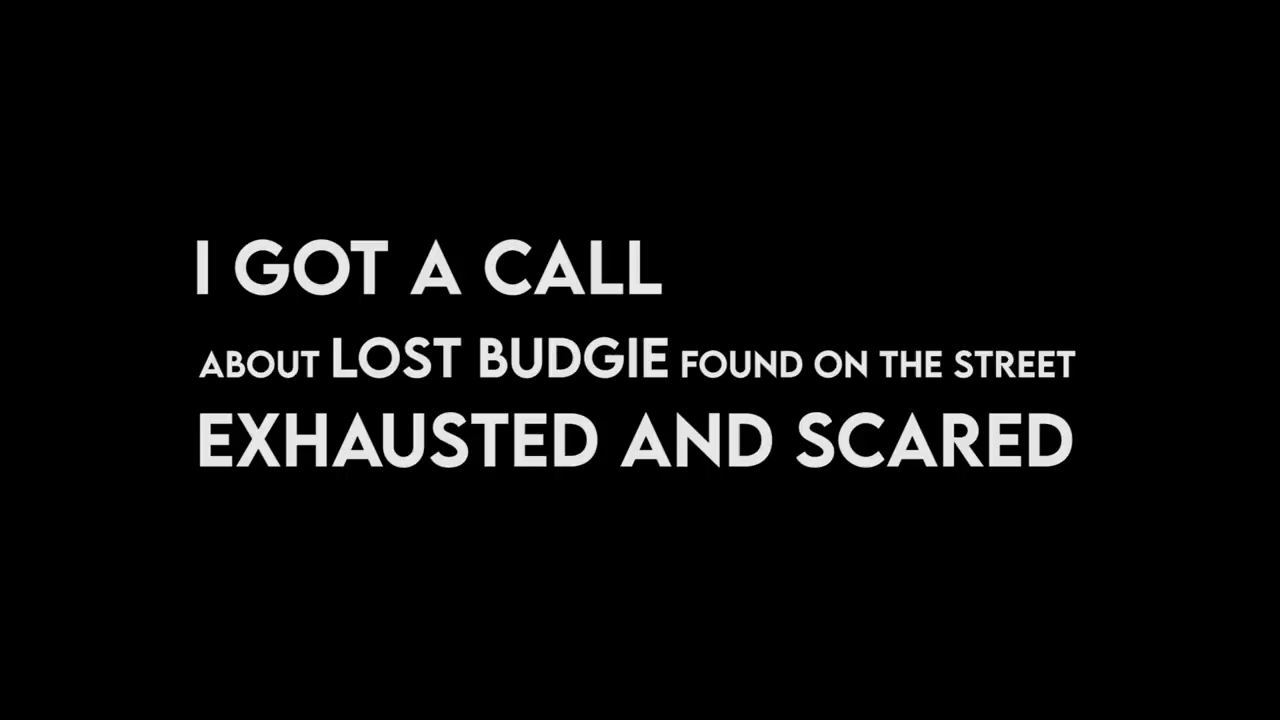 I GOT A CALL
ABOUT LOST BUDGIE FOUND ON THE STREET
EXHAUSTED AND SCARED